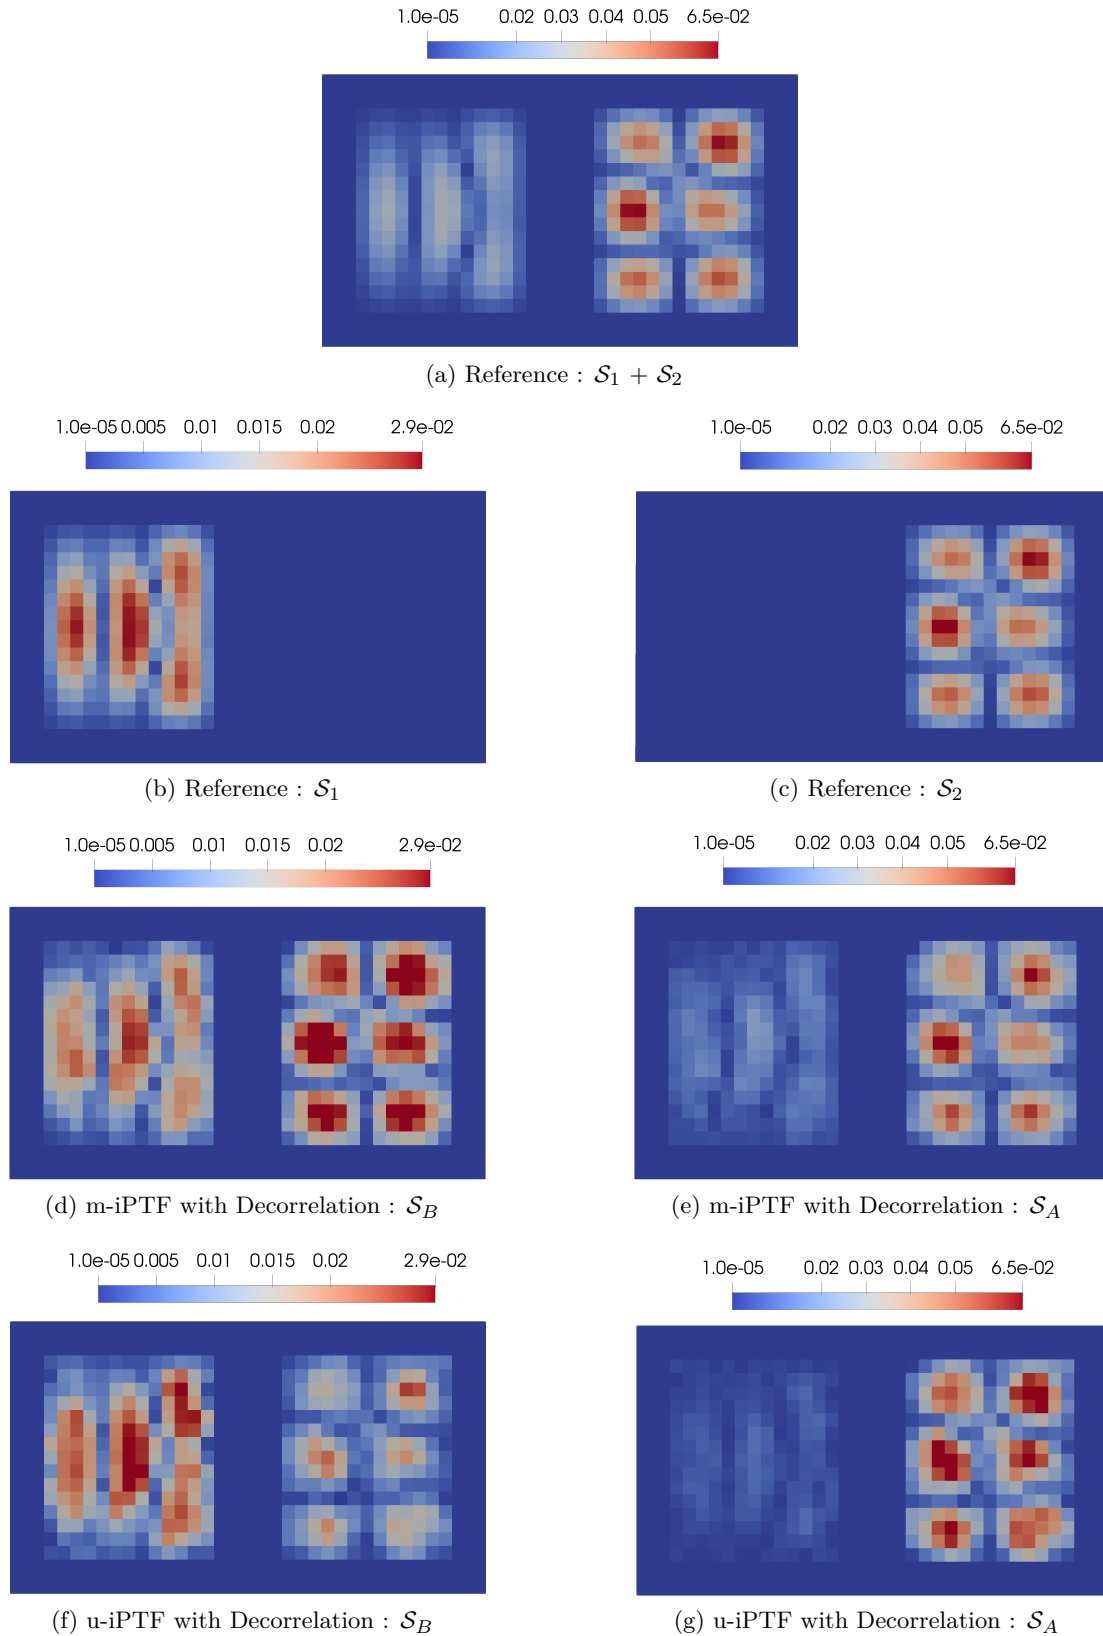 1.0e-05 0.02 0.03 0.04 0.05 6.5e-02
(a) Reference : 𝒮₁ + 𝒮₂
1.0e-05 0.005 0.01 0.015 0.02 2.9e-02
1.0e-05 0.02 0.03 0.04 0.05 6.5e-02
(b) Reference : 𝒮₁
(c) Reference : 𝒮₂
1.0e-05 0.005 0.01 0.015 0.02 2.9e-02
1.0e-05 0.02 0.03 0.04 0.05 6.5e-02
(d) m-iPTF with Decorrelation : 𝒮_B
(e) m-iPTF with Decorrelation : 𝒮_A
1.0e-05 0.005 0.01 0.015 0.02 2.9e-02
1.0e-05 0.02 0.03 0.04 0.05 6.5e-02
(f) u-iPTF with Decorrelation : 𝒮_B
(g) u-iPTF with Decorrelation : 𝒮_A